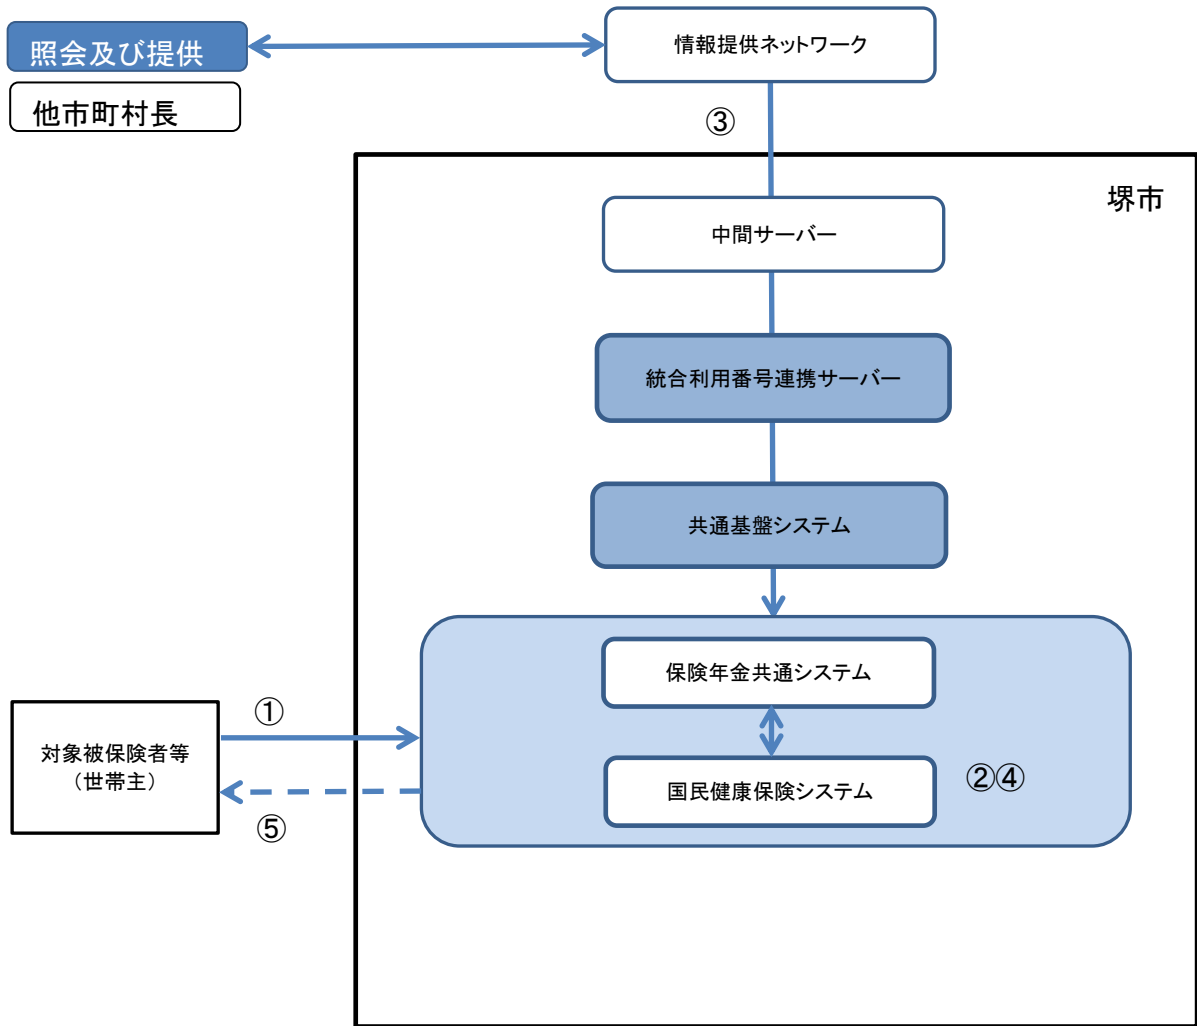 照会及び提供
他市町村長
情報提供ネットワーク
③
堺市
中間サーバー
統合利用番号連携サーバー
共通基盤システム
保険年金共通システム
国民健康保険システム
②④
①
対象被保険者等
（世帯主）
⑤